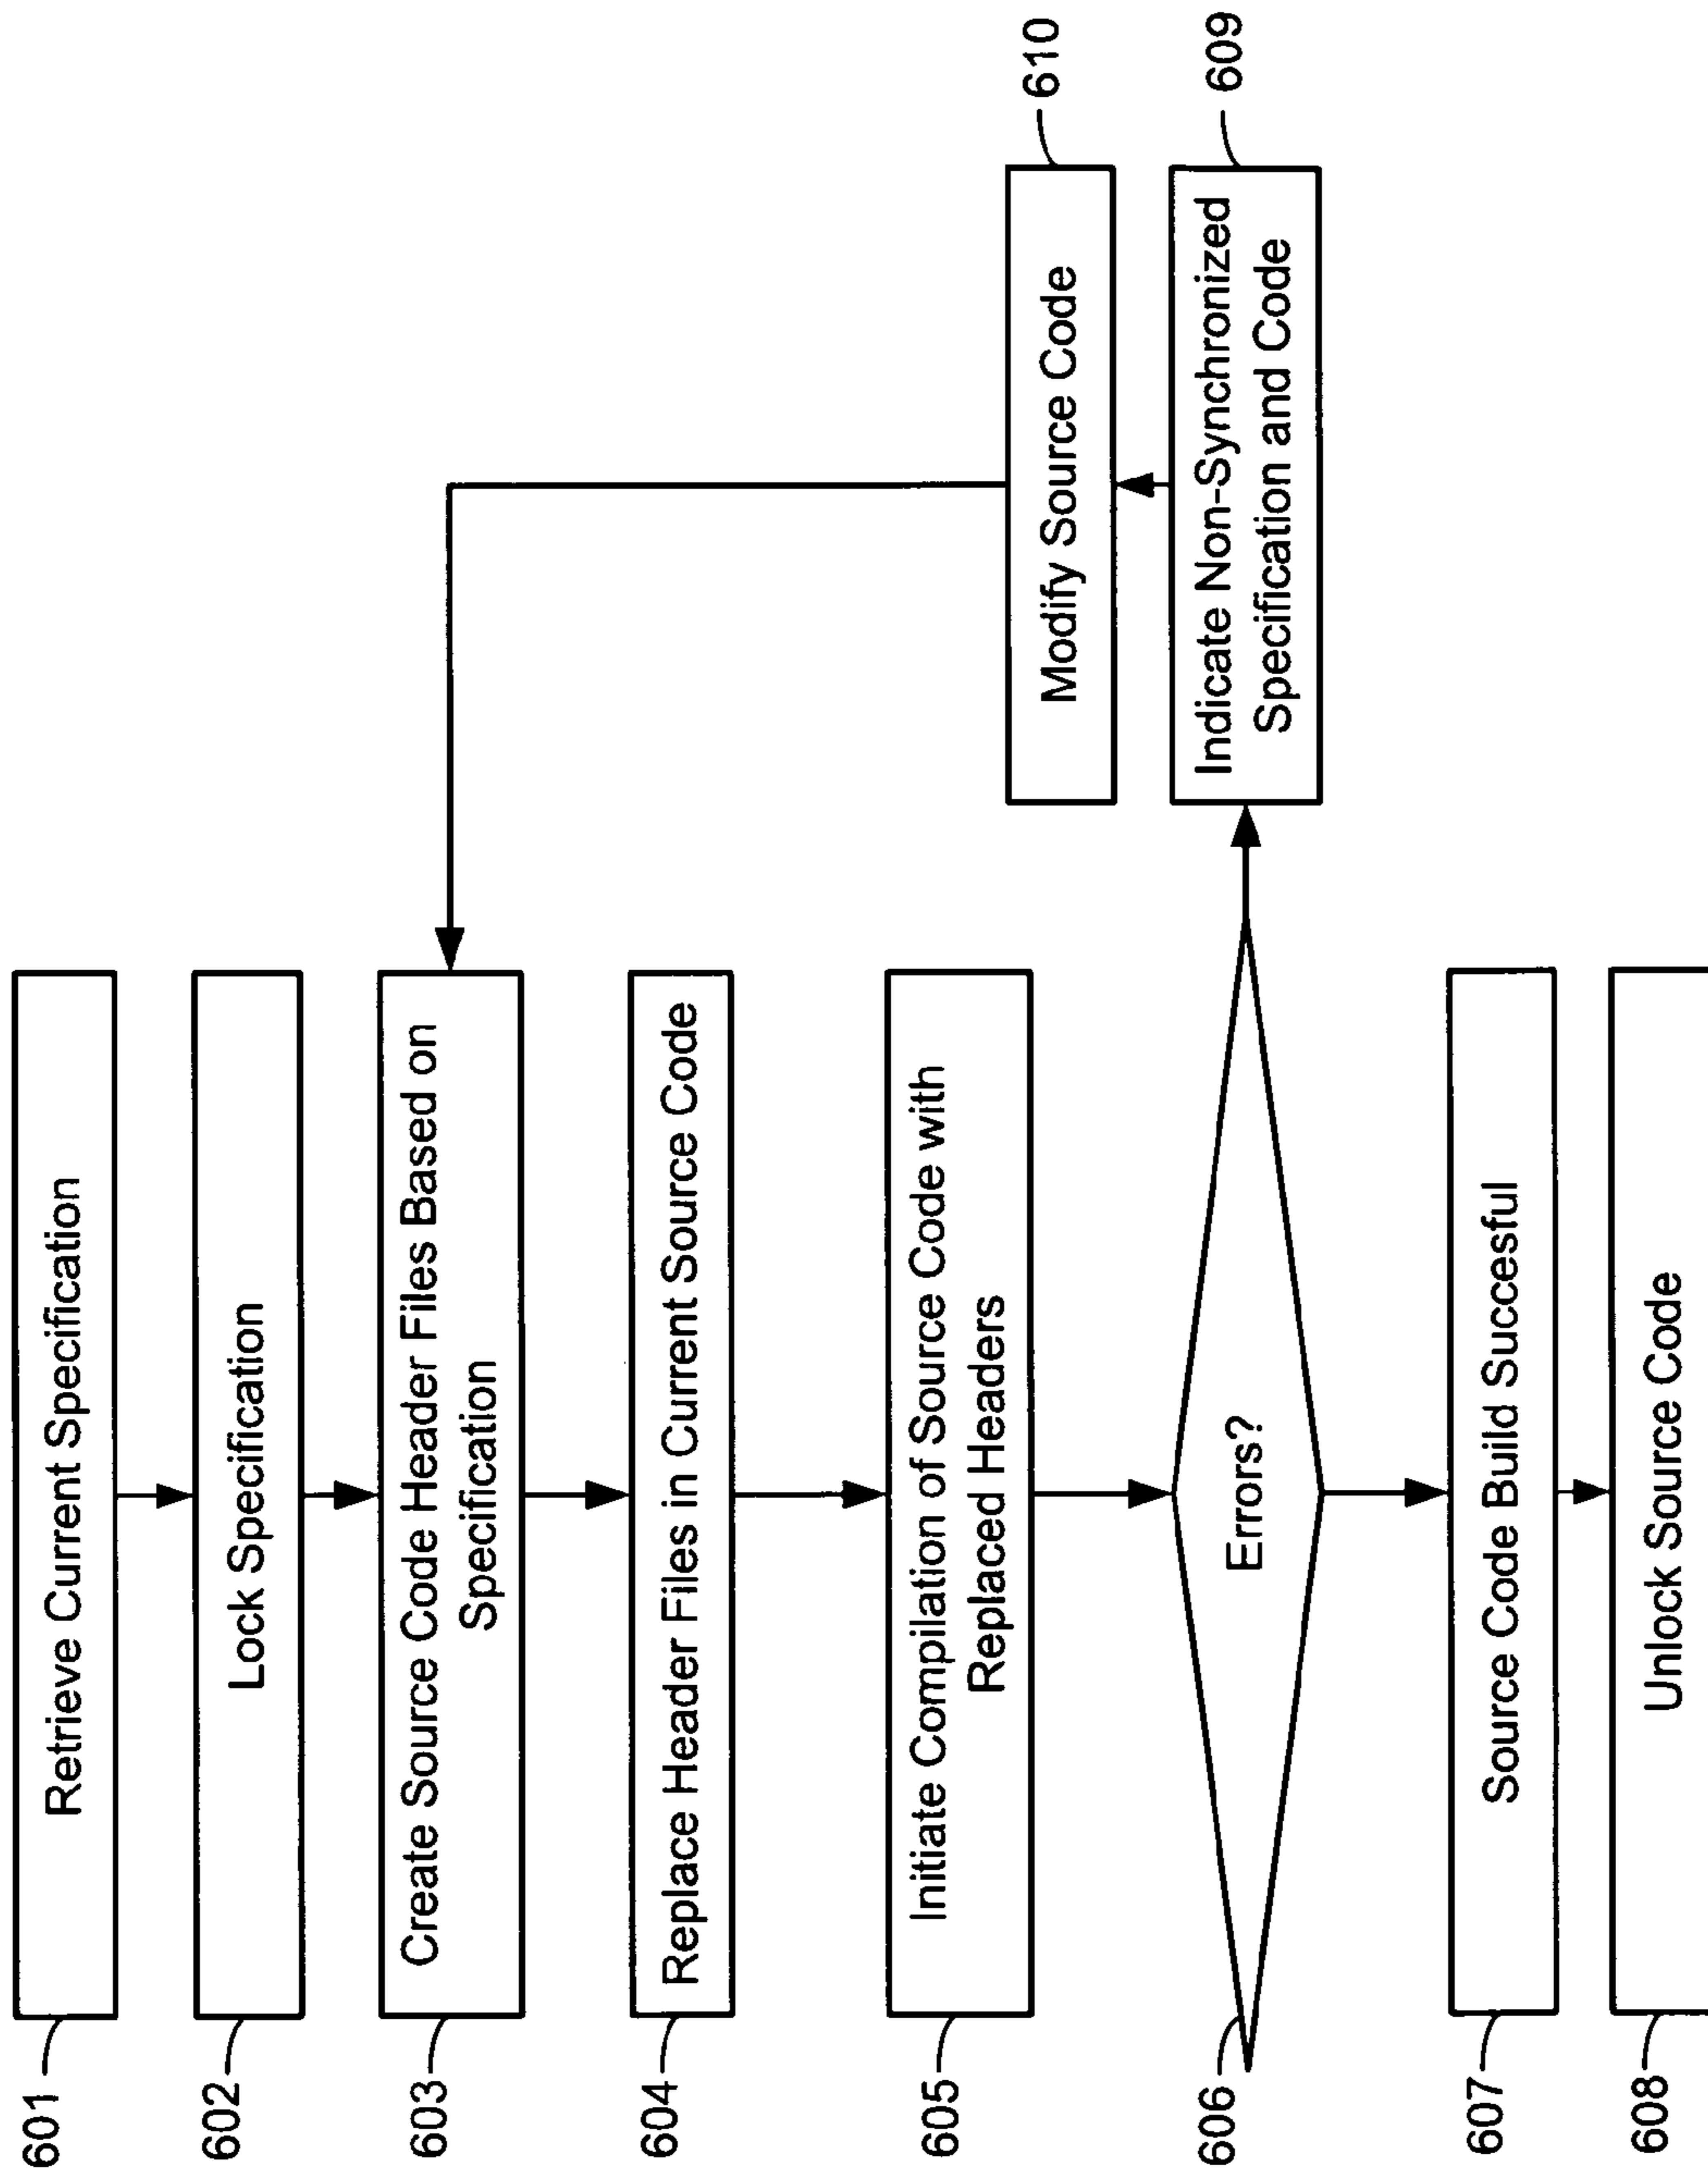 601
Retrieve Current Specification
602
Lock Specification
603
Create Source Code Header Files Based on
Specification
604
Replace Header Files in Current Source Code
605
Initiate Compilation of Source Code with
Replaced Headers
606
Errors?
607
Source Code Build Successful
608
Unlock Source Code
610
Modify Source Code
609
Indicate Non-Synchronized
Specification and Code